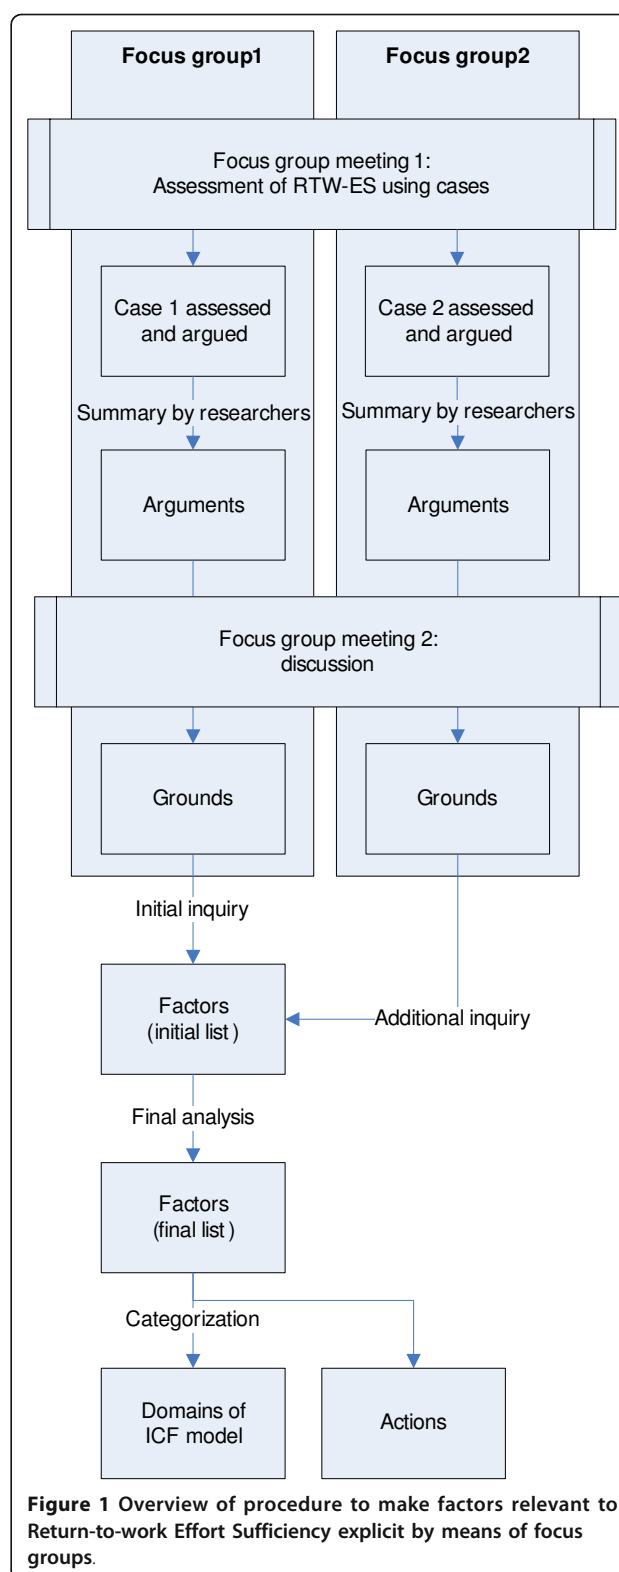 Focus group1
Focus group2
Focus group meeting 1:
Assessment of RTW-ES using cases
Case 1 assessed
and argued
Case 2 assessed
and argued
Summary by researchers
Summary by researchers
Arguments
Arguments
Focus group meeting 2:
discussion
Grounds
Grounds
Initial inquiry
Factors
(initial list)
Additional inquiry
Final analysis
Factors
(final list)
Categorization
Domains of
ICF model
Actions
Figure 1 Overview of procedure to make factors relevant to
Return-to-work Effort Sufficiency explicit by means of focus
groups.